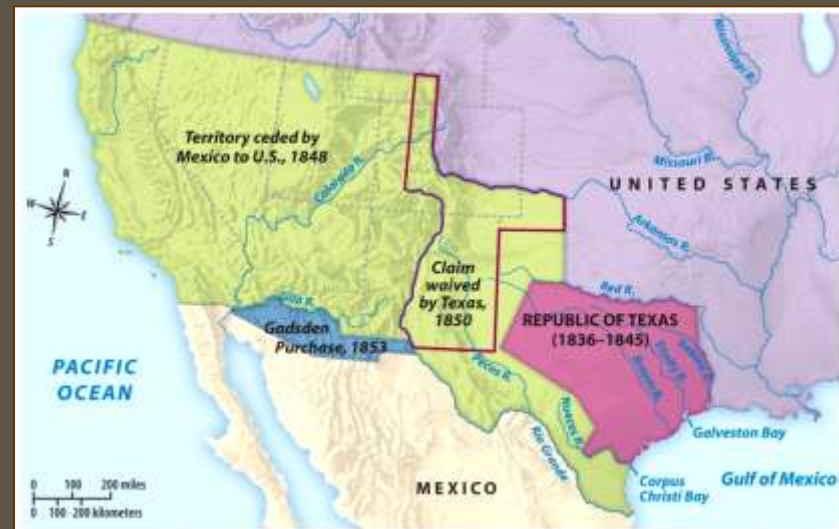 Mississippi R.
Territory ceded by
Mexico to U.S., 1848
Missouri R.
Colorado R.
UNITED STATES
N
W
E
S
Arkansas R.
Claim
waived
by Texas,
1850
Red R.
Gila R.
REPUBLIC OF TEXAS
(1836–1845)
Gadsden
Purchase, 1853
PACIFIC
OCEAN
Pecos R.
Nueces R.
Galveston Bay
Rio Grande
Corpus
Christi Bay
Gulf of Mexico
MEXICO
0 100 200 miles
0 100 200 kilometers